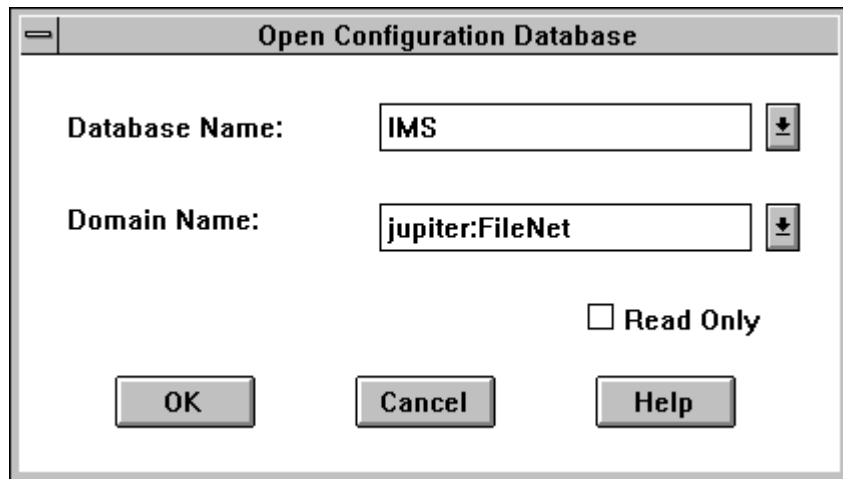 Open Configuration Database
Database Name: IMS
Domain Name: jupiter:FileNet
Read Only
OK Cancel Help